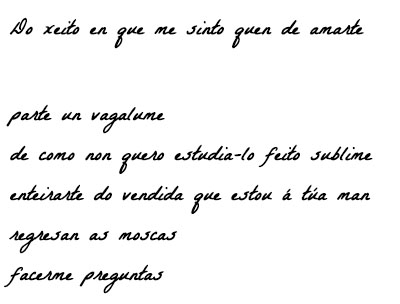 Do xeito en que me sinto quen de amarte
parte un vagalume
de como non quero estudia-lo feito sublime
enteirarte do vendida que estou á túa man
regresan as moscas
facerme preguntas